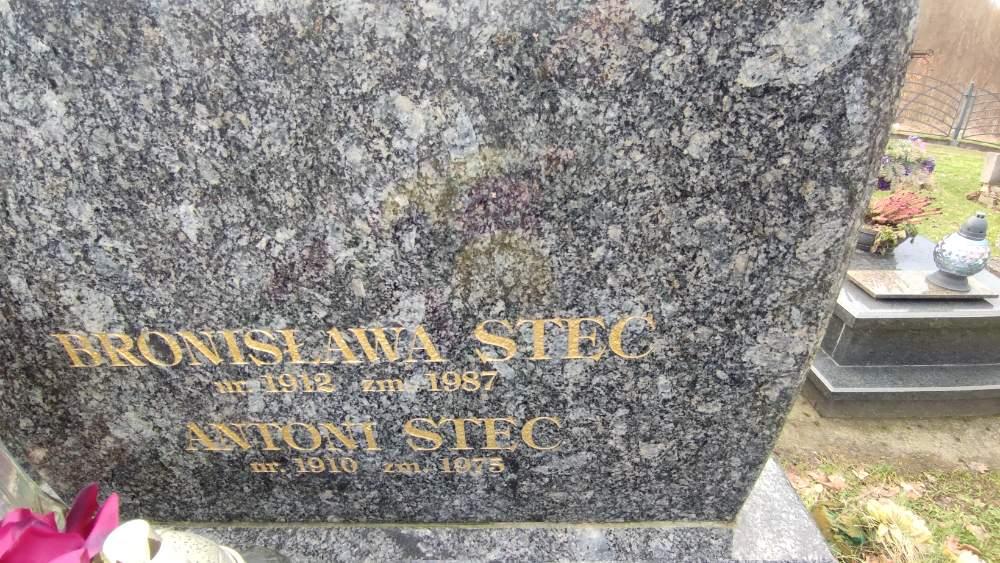 BRONISŁAWA STEC
ur. 1912 zm. 1987
ANTONI STEC
ur. 1910 zm. 1975